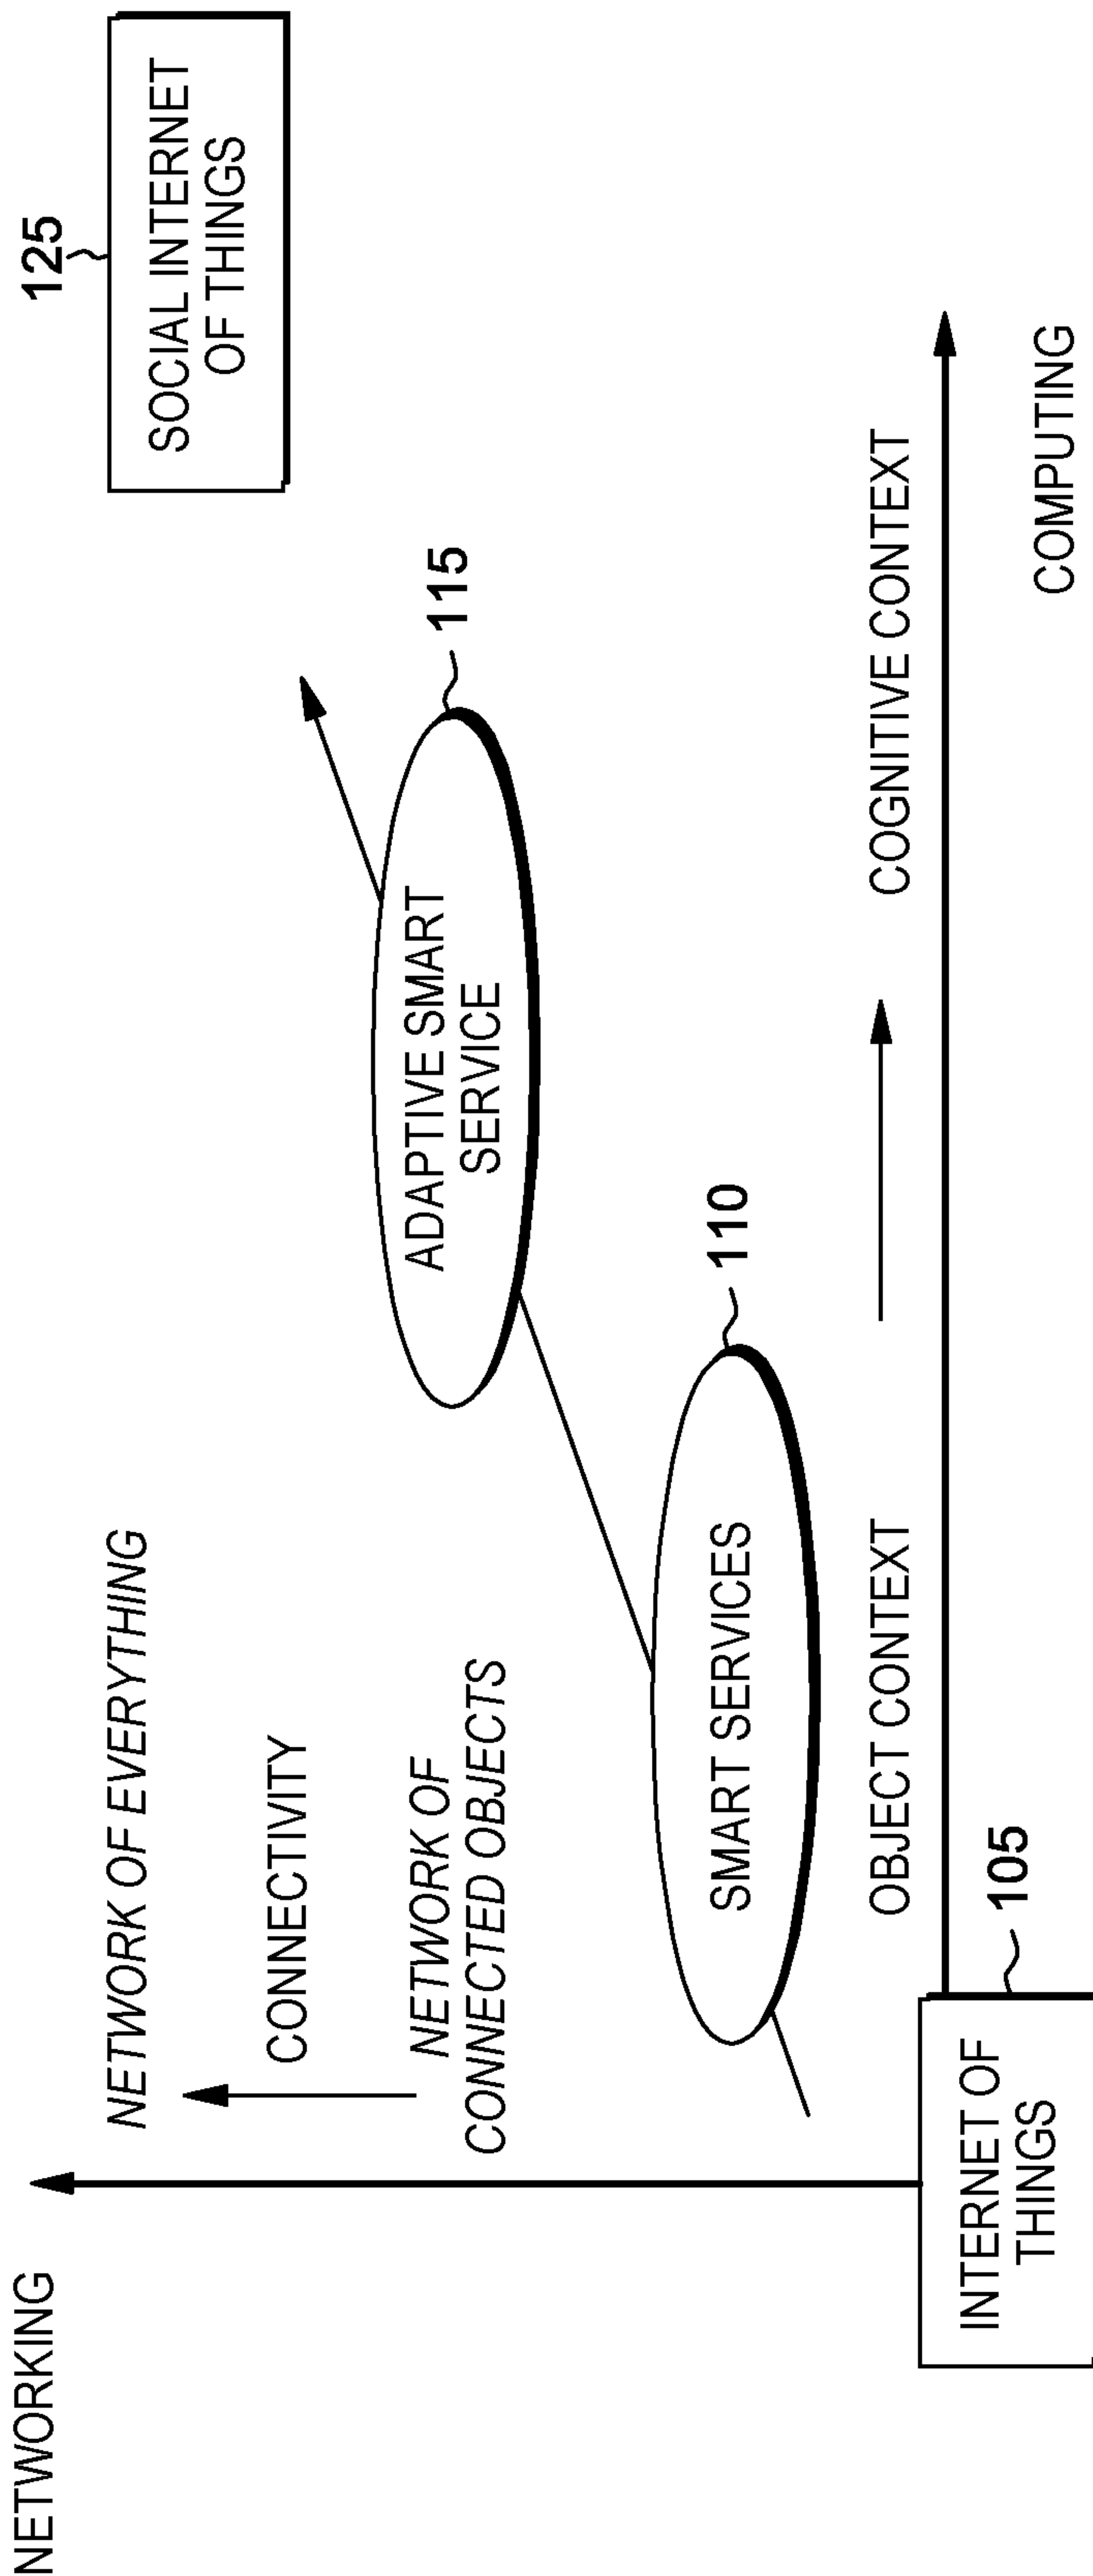 NETWORKING
NETWORK OF EVERYTHING
CONNECTIVITY
NETWORK OF
CONNECTED OBJECTS
125
SOCIAL INTERNET
OF THINGS
115
ADAPTIVE SMART
SERVICE
110
SMART SERVICES
OBJECT CONTEXT
COGNITIVE CONTEXT
105
INTERNET OF
THINGS
COMPUTING